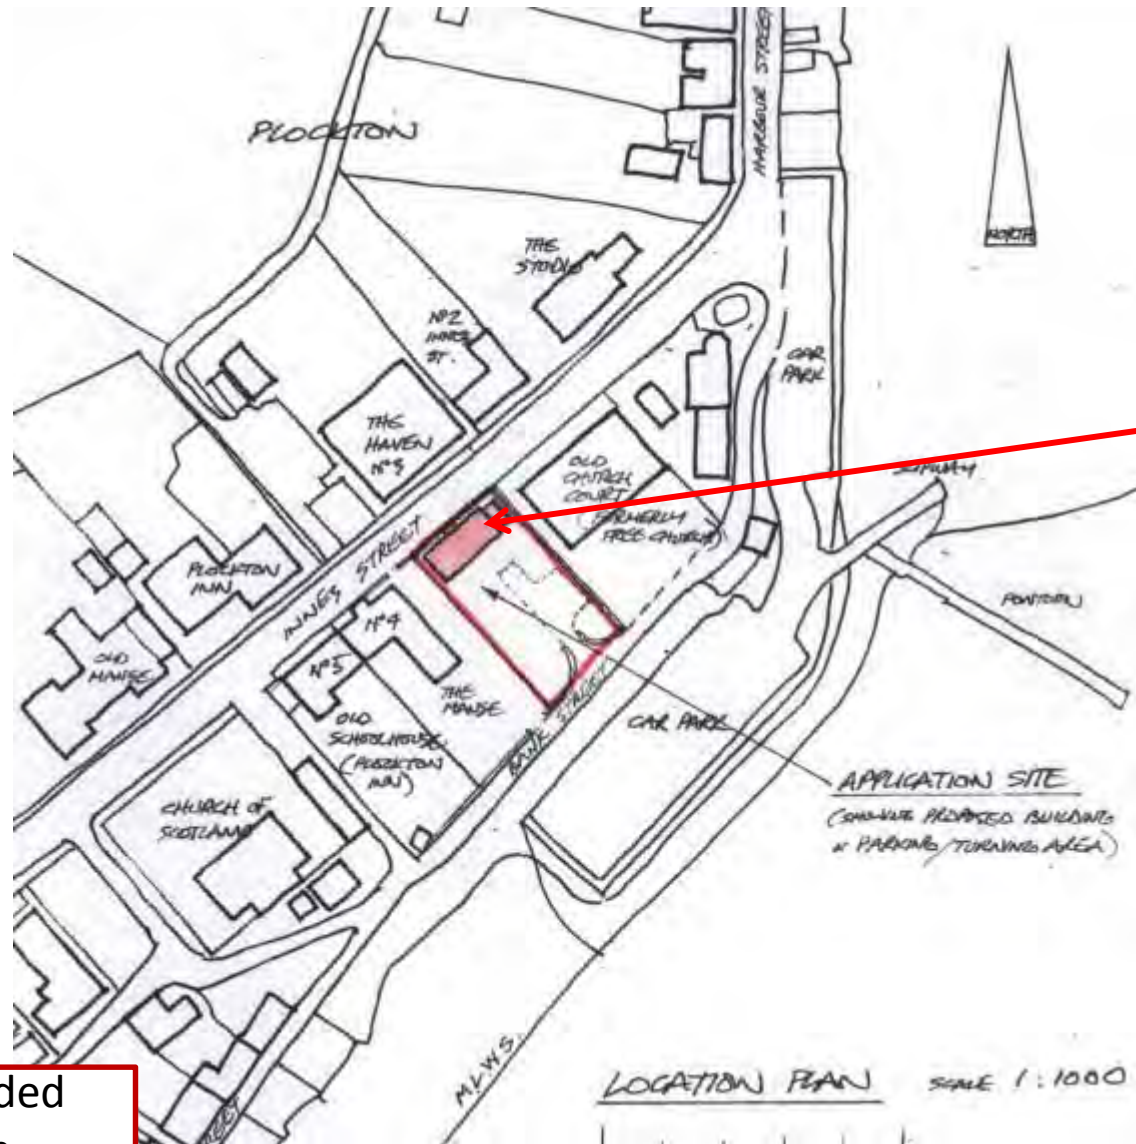 HARBOUR STREET
PLOCKTON
NORTH
THE
STUDIO
Nº2
INNES
ST.
CAR
PARK
THE
HAVEN
Nº3
OLD
CHURCH
COURT
(FORMERLY
FREE CHURCH)
SLIPWAY
INNES STREET
PLOCKTON
INN
PONTOON
Nº4
OLD
MANSE
Nº5
THE
MANSE
OLD
SCHOOLHOUSE
(PLOCKTON
INN)
BANK STREET
CAR PARK
APPLICATION SITE
(SHOWING PROPOSED BUILDING
& PARKING/TURNING AREA)
CHURCH OF
SCOTLAND
M.L.W.S.
LOCATION PLAN SCALE 1:1000
ded